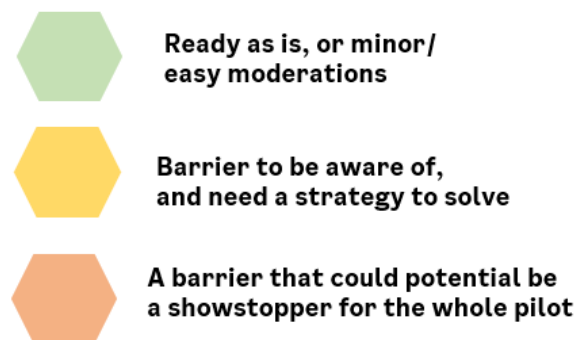 Ready as is, or minor/
easy moderations
Barrier to be aware of,
and need a strategy to solve
A barrier that could potential be
a showstopper for the whole pilot